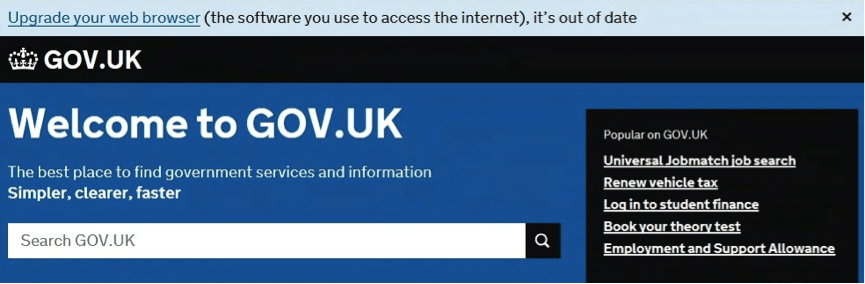 Upgrade your web browser (the software you use to access the internet), it's out of date ×
GOV.UK
Welcome to GOV.UK
The best place to find government services and information
Simpler, clearer, faster
Search GOV.UK
Popular on GOV.UK
Universal Jobmatch job search
Renew vehicle tax
Log in to student finance
Book your theory test
Employment and Support Allowance